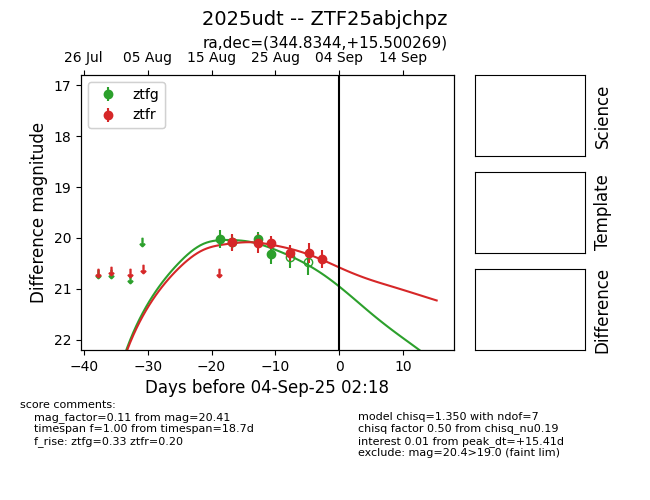 2025udt -- ZTF25abjchpz
ra,dec=(344.8344,+15.500269)
26 Jul 05 Aug 15 Aug 25 Aug 04 Sep 14 Sep
ztfg
ztfr
17
18
19
20
21
22
Difference magnitude
−40 −30 −20 −10 0 10
Days before 04-Sep-25 02:18
Science
Template
Difference
score comments:
mag_factor=0.11 from mag=20.41
timespan f=1.00 from timespan=18.7d
f_rise: ztfg=0.33 ztfr=0.20
model chisq=1.350 with ndof=7
chisq factor 0.50 from chisq_nu0.19
interest 0.01 from peak_dt=+15.41d
exclude: mag=20.4>19.0 (faint lim)